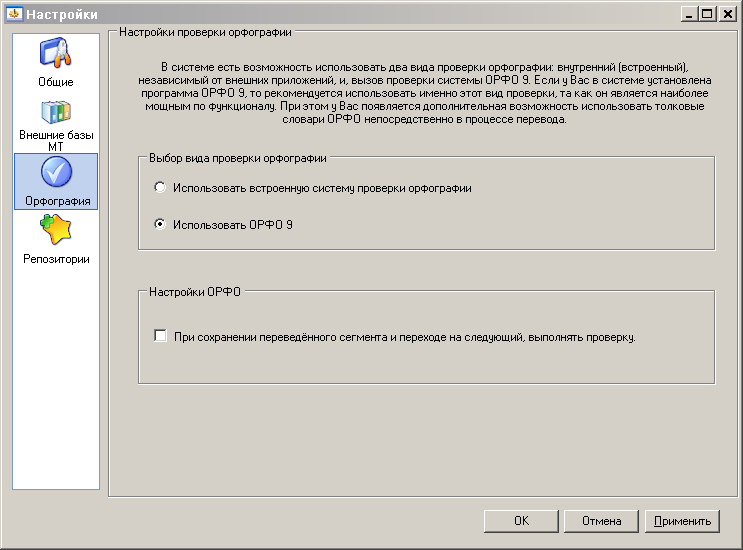 Настройки
Общие
Внешние базы
МТ
Орфография
Репозитории
Настройки проверки орфографии
В системе есть возможность использовать два вида проверки орфографии: внутренний (встроенный),
независимый от внешних приложений, и, вызов проверки системы ОРФО 9. Если у Вас в системе установлена
программа ОРФО 9, то рекомендуется использовать именно этот вид проверки, та как он является наиболее
мощным по функционалу. При этом у Вас появляется дополнительная возможность использовать толковые
словари ОРФО непосредственно в процессе перевода.
Выбор вида проверки орфографии
Использовать встроенную систему проверки орфографии
Использовать ОРФО 9
Настройки ОРФО
При сохранении переведённого сегмента и переходе на следующий, выполнять проверку.
OK
Отмена
Применить